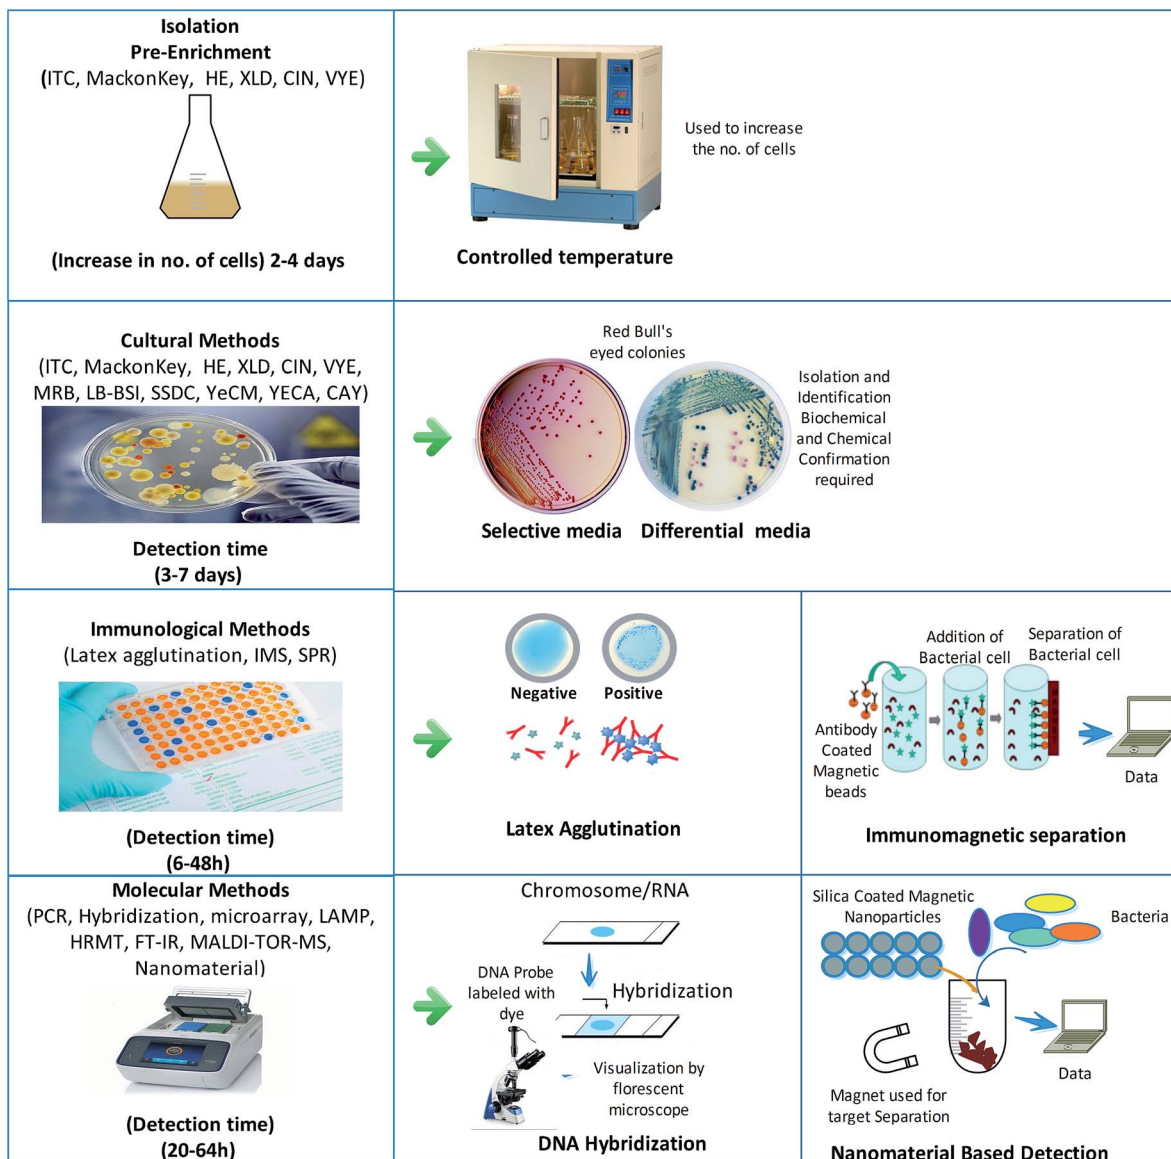 Isolation
Pre-Enrichment
(ITC, MackonKey, HE, XLD, CIN, VYE)
(Increase in no. of cells) 2-4 days
Used to increase
the no. of cells
Controlled temperature
Cultural Methods
(ITC, MackonKey, HE, XLD, CIN, VYE,
MRB, LB-BSI, SSDC, YeCM, YECA, CAY)
Detection time
(3-7 days)
Red Bull's
eyed colonies
Isolation and
Identification
Biochemical
and Chemical
Confirmation
required
Selective media
Differential media
Immunological Methods
(Latex agglutination, IMS, SPR)
(Detection time)
(6-48h)
Negative
Positive
Latex Agglutination
Addition of
Bacterial cell
Separation of
Bacterial cell
Antibody
Coated
Magnetic
beads
Data
Immunomagnetic separation
Molecular Methods
(PCR, Hybridization, microarray, LAMP,
HRMT, FT-IR, MALDI-TOR-MS,
Nanomaterial)
(Detection time)
(20-64h)
Chromosome/RNA
DNA Probe
labeled with
dye
Hybridization
Visualization by
florescent
microscope
DNA Hybridization
Silica Coated Magnetic
Nanoparticles
Bacteria
Magnet used for
target Separation
Data
Nanomaterial Based Detection